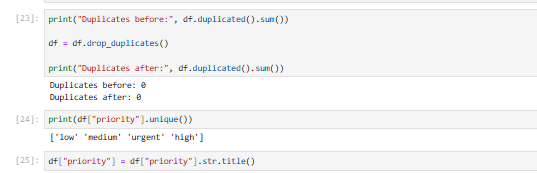 [23]:
print("Duplicates before:", df.duplicated().sum())
df = df.drop_duplicates()
print("Duplicates after:", df.duplicated().sum())
Duplicates before: 0
Duplicates after: 0
[24]:
print(df["priority"].unique())
['low' 'medium' 'urgent' 'high']
[25]:
df["priority"] = df["priority"].str.title()